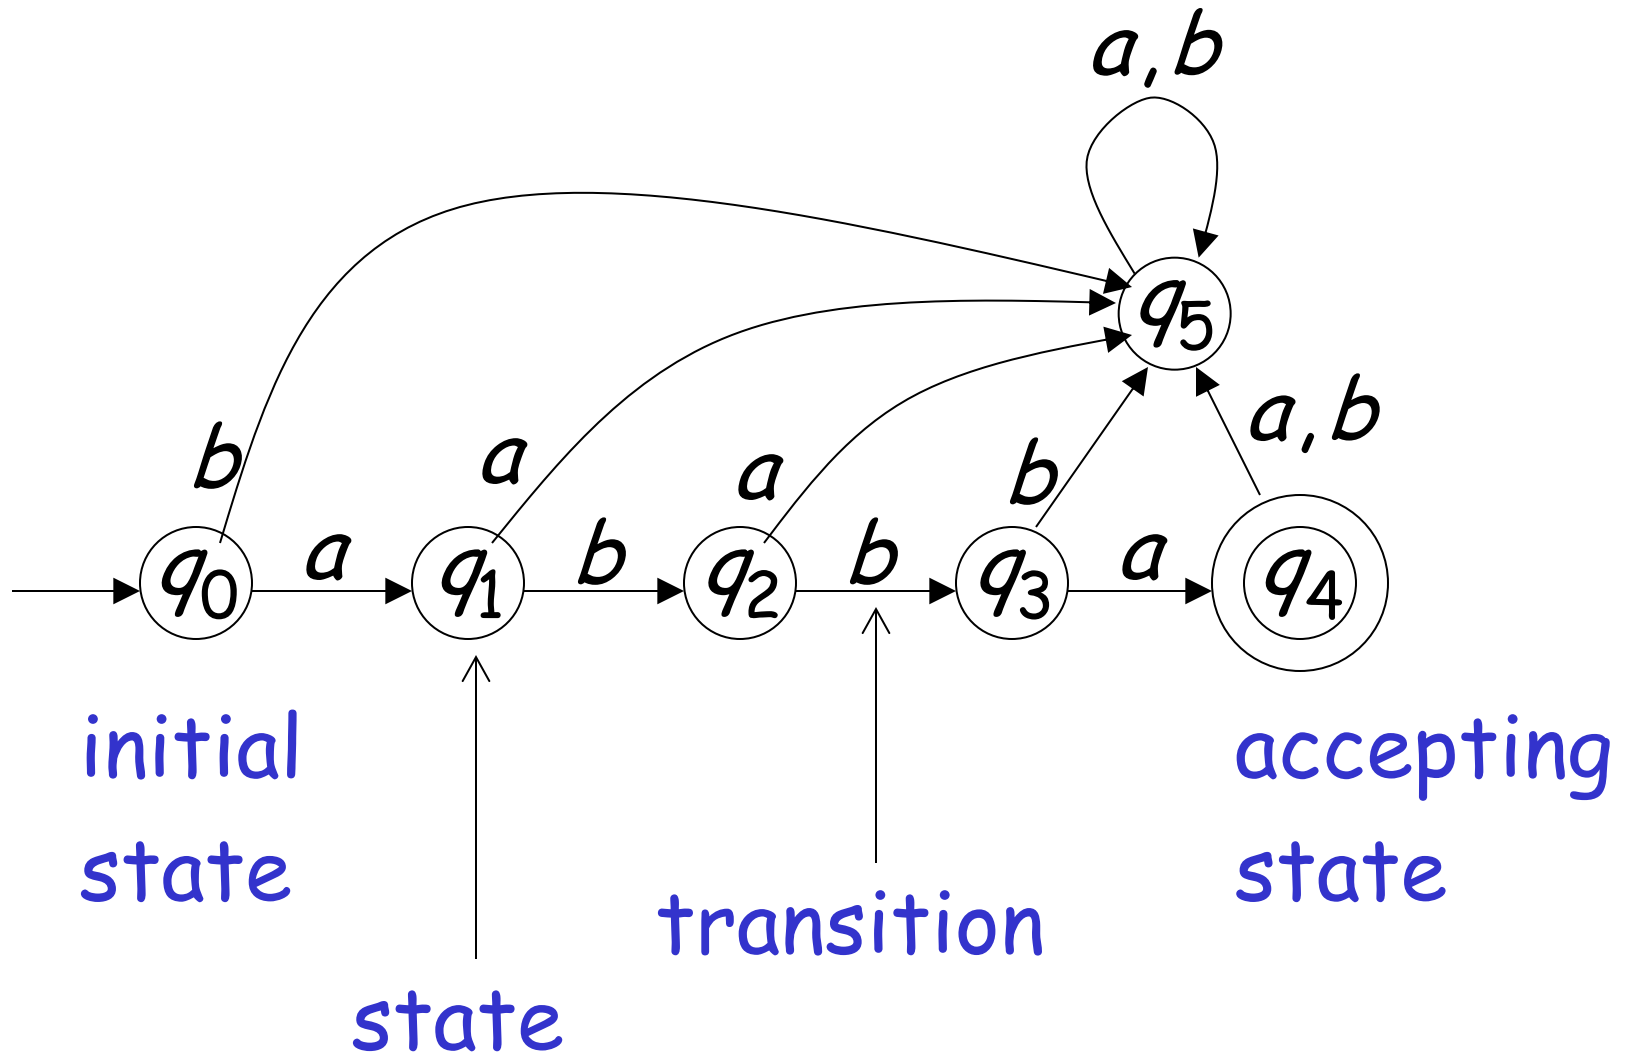 a,b
q5
a,b
b a a b
a b b a
q0 q1 q2 q3 q4
initial state
accepting state
transition
state